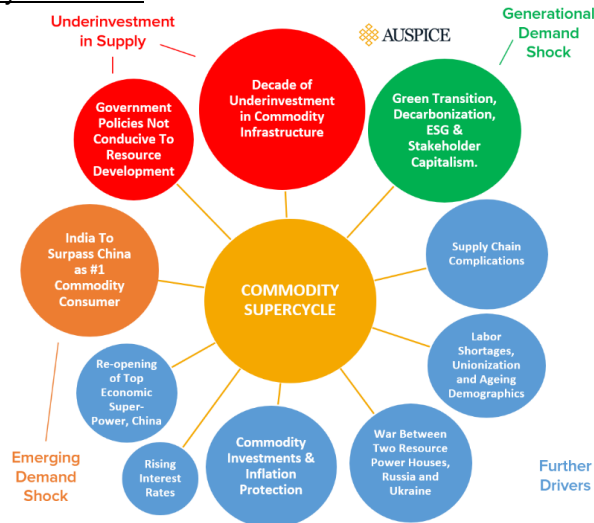 Underinvestment
in Supply
AUSPICE
Generational
Demand
Shock
Government
Policies Not
Conducive To
Resource
Development
Decade of
Underinvestment
in Commodity
Infrastructure
Green Transition,
Decarbonization,
ESG &
Stakeholder
Capitalism.
India To
Surpass China
as #1
Commodity
Consumer
COMMODITY
SUPERCYCLE
Supply Chain
Complications
Labor
Shortages,
Unionization
and Ageing
Demographics
Re-opening
of Top
Economic
Super-
Power, China
Rising
Interest
Rates
Commodity
Investments &
Inflation
Protection
War Between
Two Resource
Power Houses,
Russia and
Ukraine
Emerging
Demand
Shock
Further
Drivers